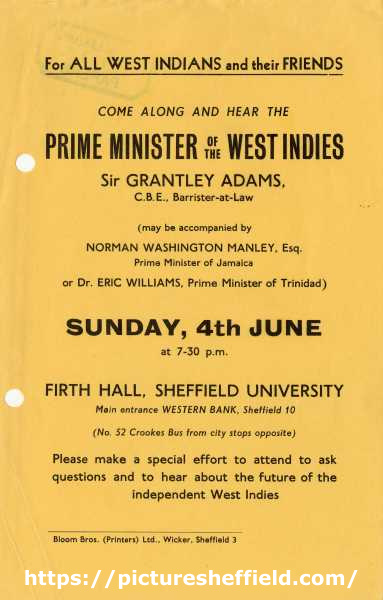 For ALL WEST INDIANS and their FRIENDS
COME ALONG AND HEAR THE
PRIME MINISTER OF THE WEST INDIES
Sir GRANTLEY ADAMS,
C.B.E., Barrister-at-Law
(may be accompanied by
NORMAN WASHINGTON MANLEY, Esq.
Prime Minister of Jamaica
or Dr. ERIC WILLIAMS, Prime Minister of Trinidad)
SUNDAY, 4th JUNE
at 7-30 p.m.
FIRTH HALL, SHEFFIELD UNIVERSITY
Main entrance WESTERN BANK, Sheffield 10
(No. 52 Crookes Bus from city stops opposite)
Please make a special effort to attend to ask
questions and to hear about the future of the
independent West Indies
Bloom Bros. (Printers) Ltd., Wicker, Sheffield 3
https://picturesheffield.com/